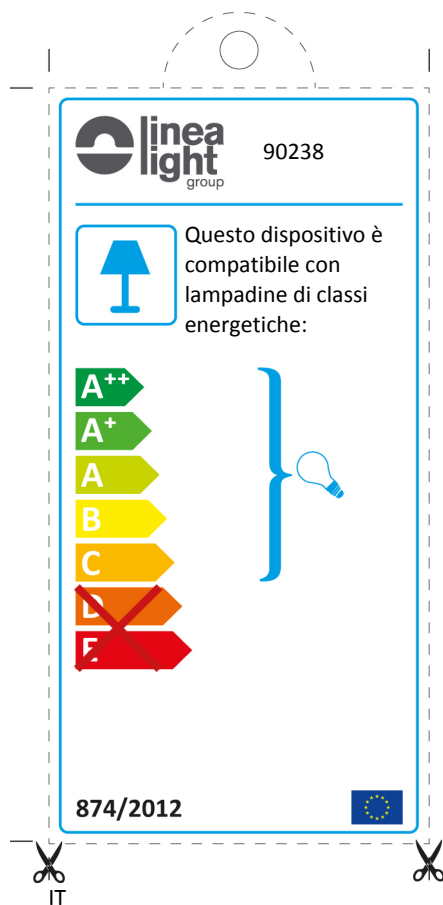 linea
light
group
90238
Questo dispositivo è
compatibile con
lampadine di classi
energetiche:
A++
A+
A
B
C
D
E
874/2012
IT